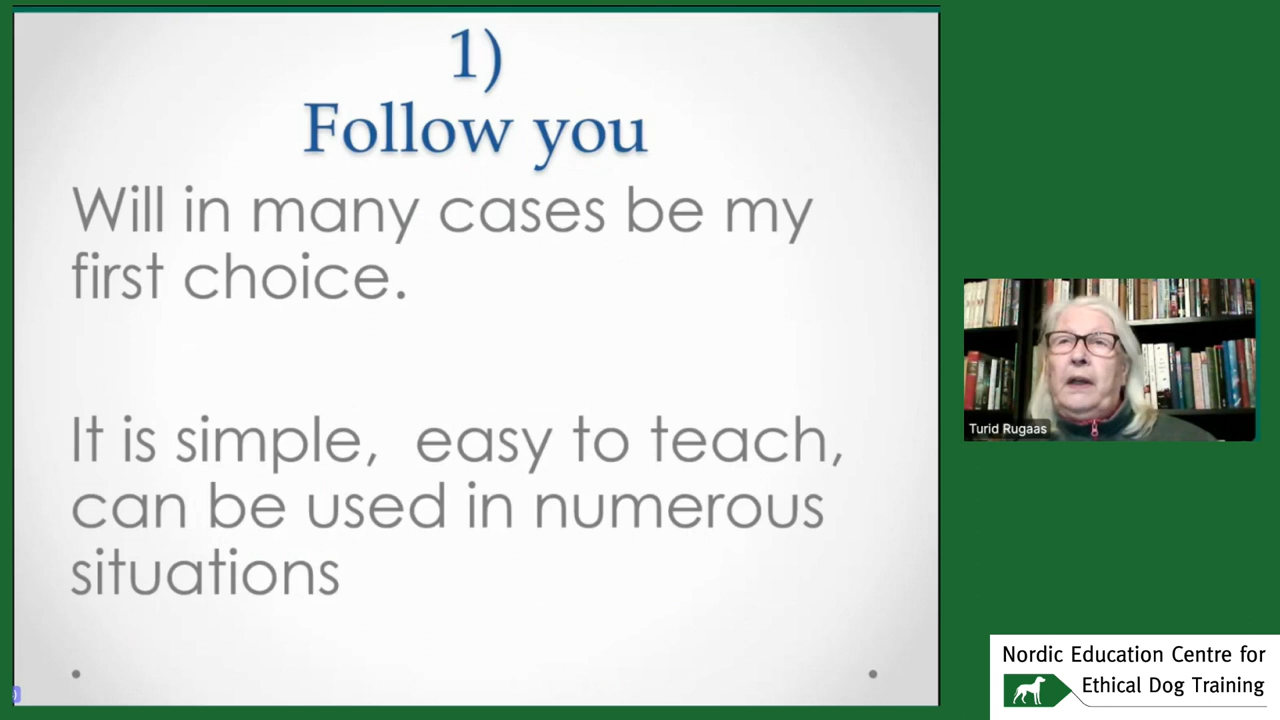 1)
Follow you
Will in many cases be my
first choice.
It is simple, easy to teach,
can be used in numerous
situations
Turid Rugaas
Nordic Education Centre for
Ethical Dog Training